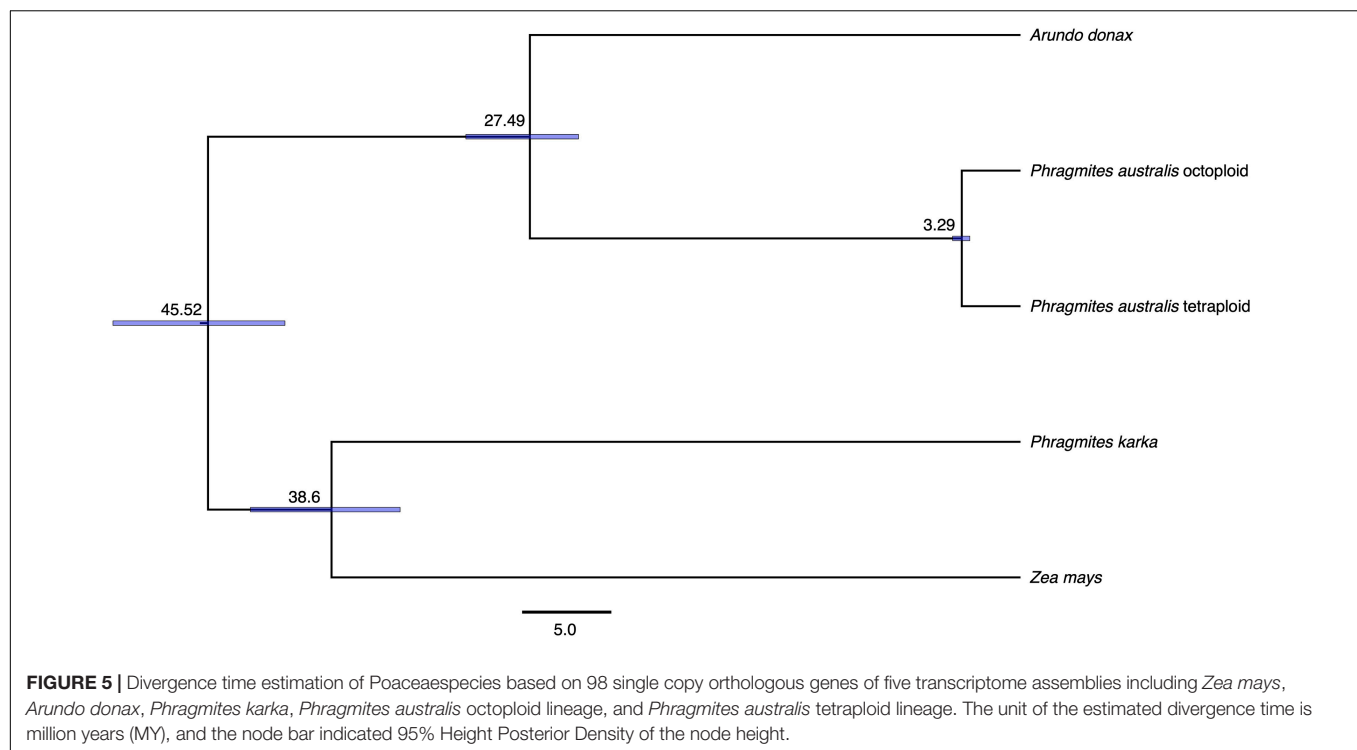 Arundo donax
27.49
Phragmites australis octoploid
3.29
Phragmites australis tetraploid
45.52
Phragmites karka
38.6
Zea mays
5.0
FIGURE 5 | Divergence time estimation of Poaceaespecies based on 98 single copy orthologous genes of five transcriptome assemblies including Zea mays,
Arundo donax, Phragmites karka, Phragmites australis octoploid lineage, and Phragmites australis tetraploid lineage. The unit of the estimated divergence time is
million years (MY), and the node bar indicated 95% Height Posterior Density of the node height.